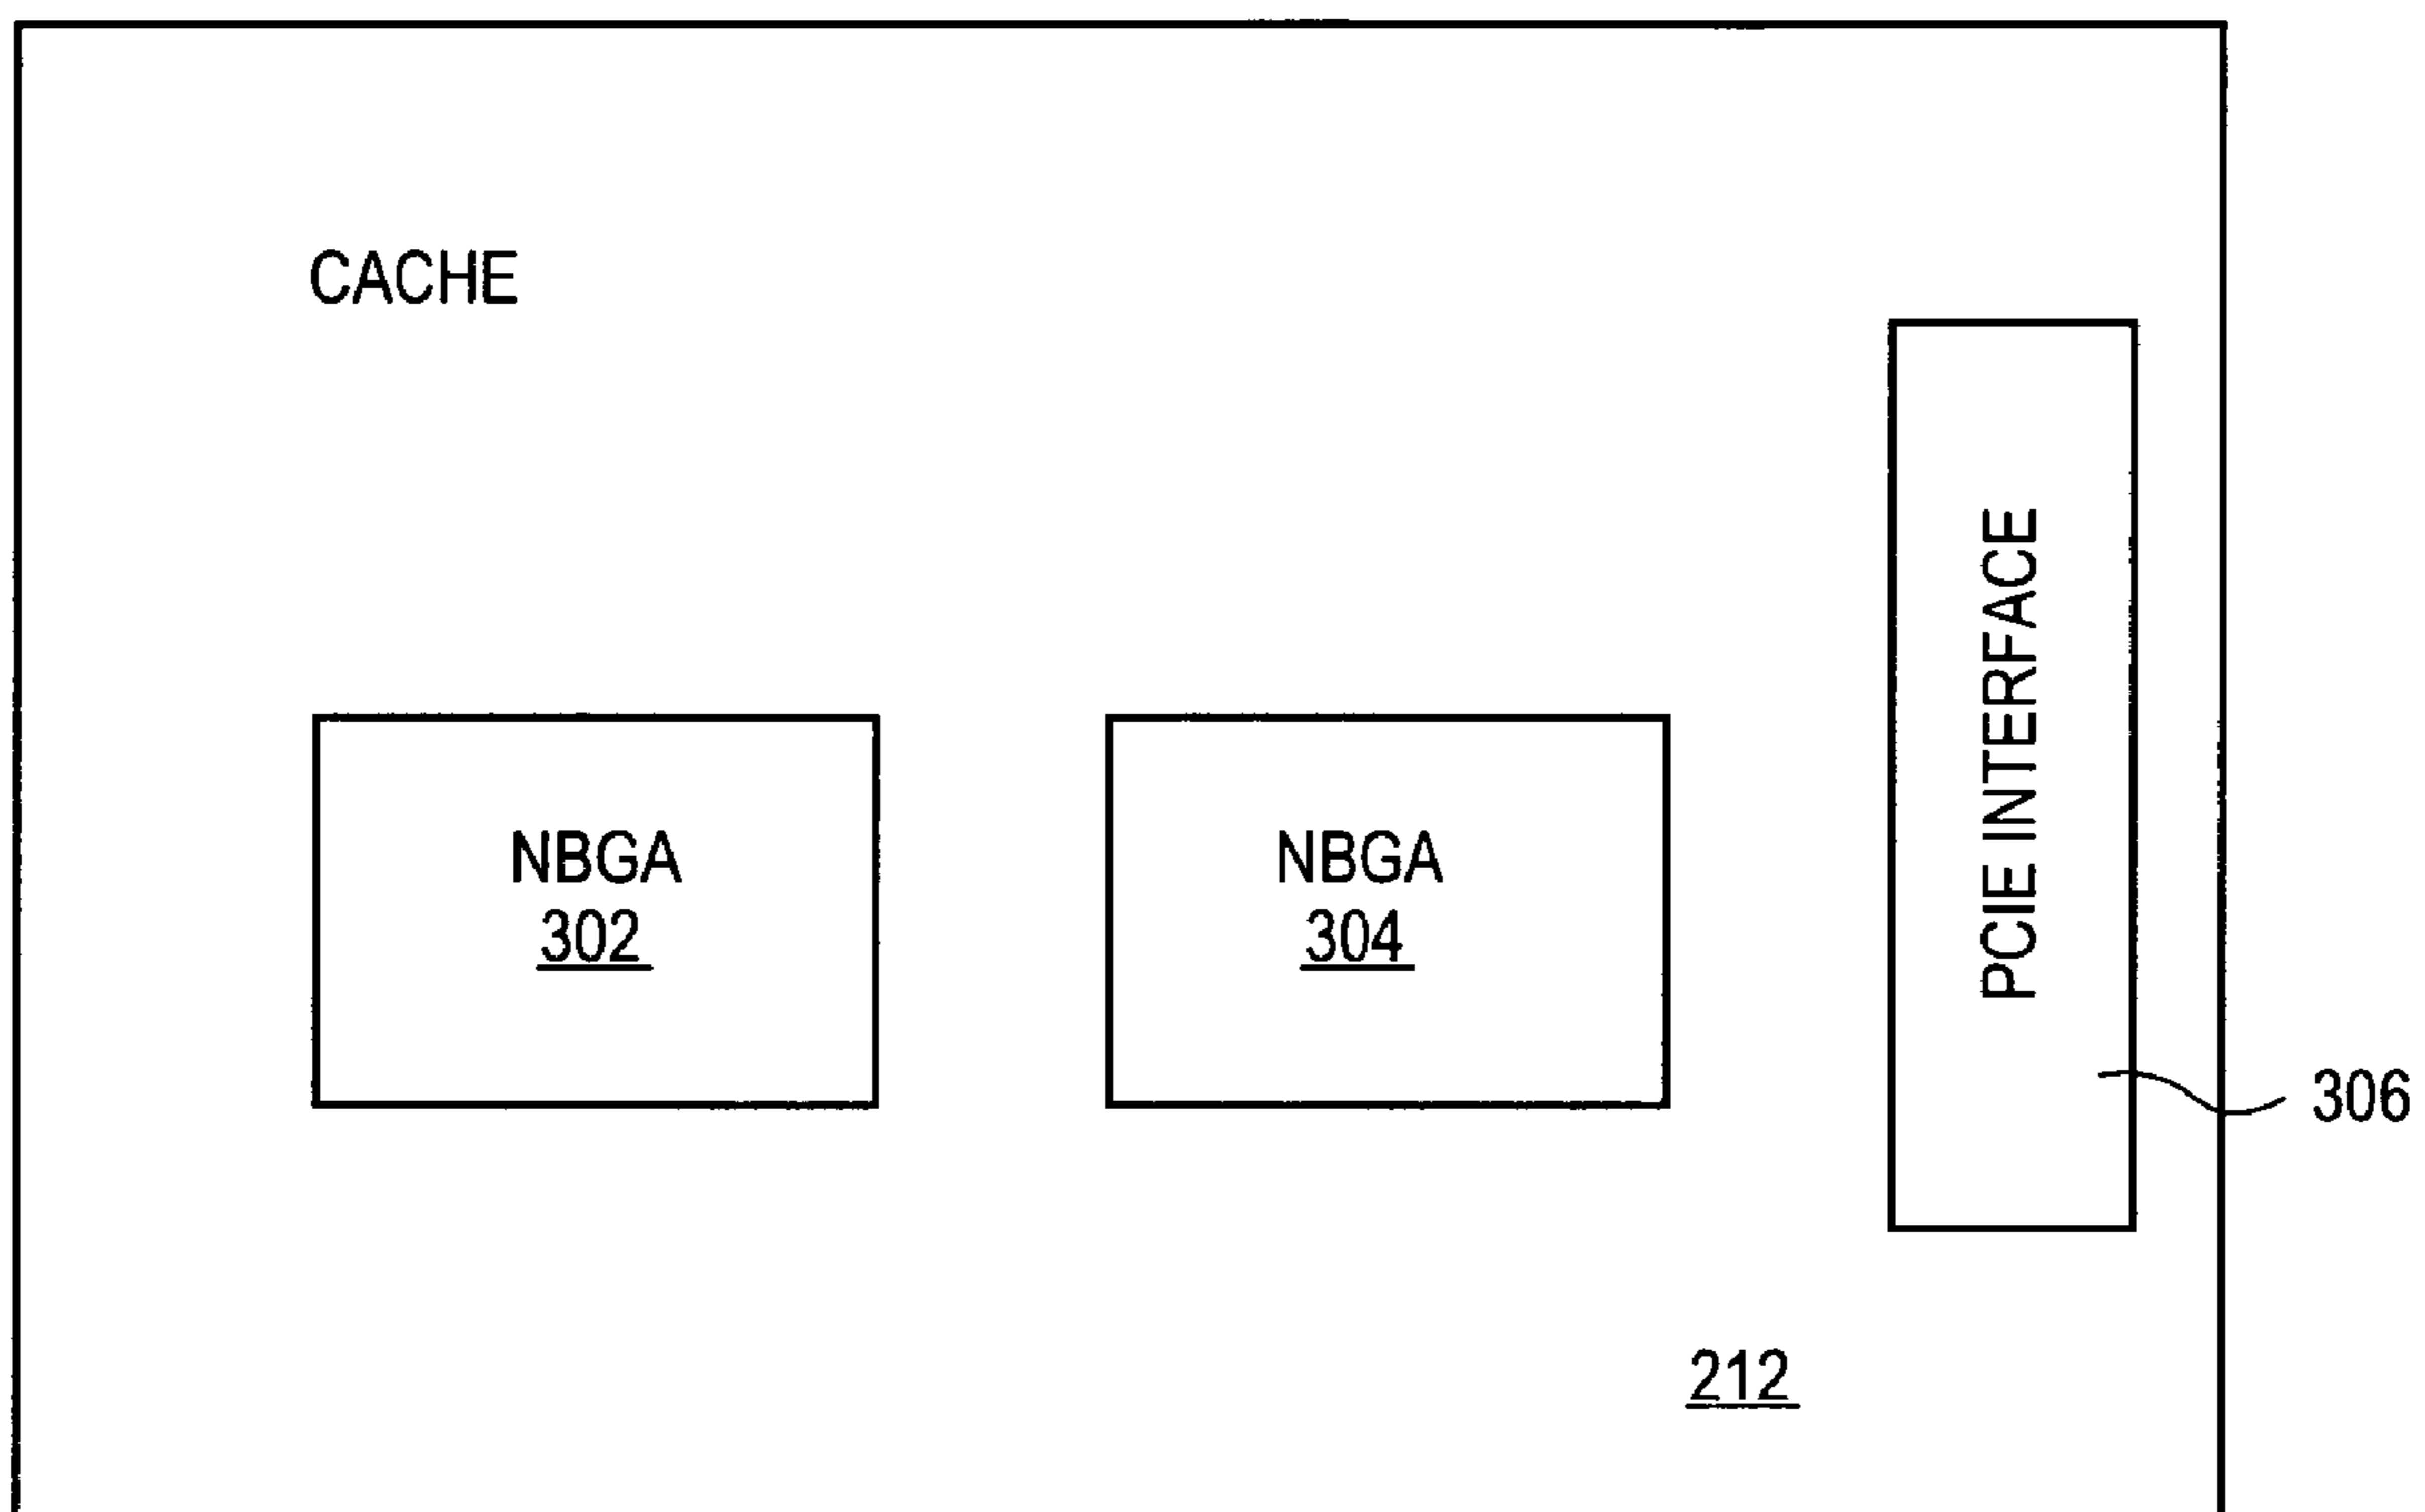 CACHE
NBGA
302
NBGA
304
PCIE INTERFACE
306
212